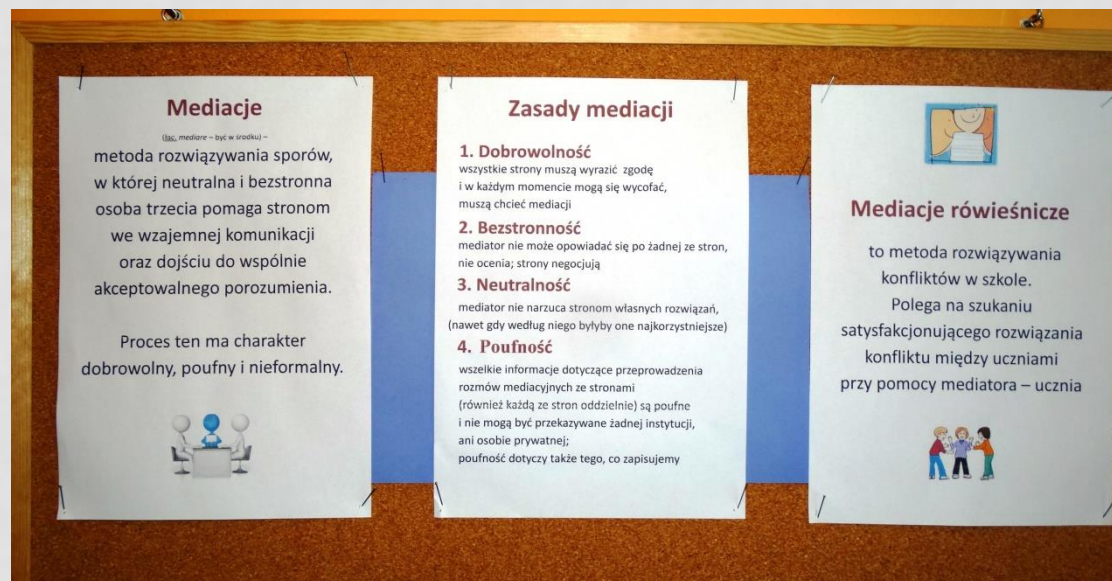 Mediacje
(łac. mediare – być w środku) –
metoda rozwiązywania sporów,
w której neutralna i bezstronna
osoba trzecia pomaga stronom
we wzajemnej komunikacji
oraz dojściu do wspólnie
akceptowalnego porozumienia.
Proces ten ma charakter
dobrowolny, poufny i nieformalny.
Zasady mediacji
1. Dobrowolność
wszystkie strony muszą wyrazić zgodę
i w każdym momencie mogą się wycofać,
muszą chcieć mediacji
2. Bezstronność
mediator nie może opowiadać się po żadnej ze stron,
nie ocenia; strony negocjują
3. Neutralność
mediator nie narzuca stronom własnych rozwiązań,
(nawet gdy według niego byłyby one najkorzystniejsze)
4. Poufność
wszelkie informacje dotyczące przeprowadzenia
rozmów mediacyjnych ze stronami
(również każdą ze stron oddzielnie) są poufne
i nie mogą być przekazywane żadnej instytucji,
ani osobie prywatnej;
poufność dotyczy także tego, co zapisujemy
Mediacje rówieśnicze
to metoda rozwiązywania
konfliktów w szkole.
Polega na szukaniu
satysfakcjonującego rozwiązania
konfliktu między uczniami
przy pomocy mediatora – ucznia